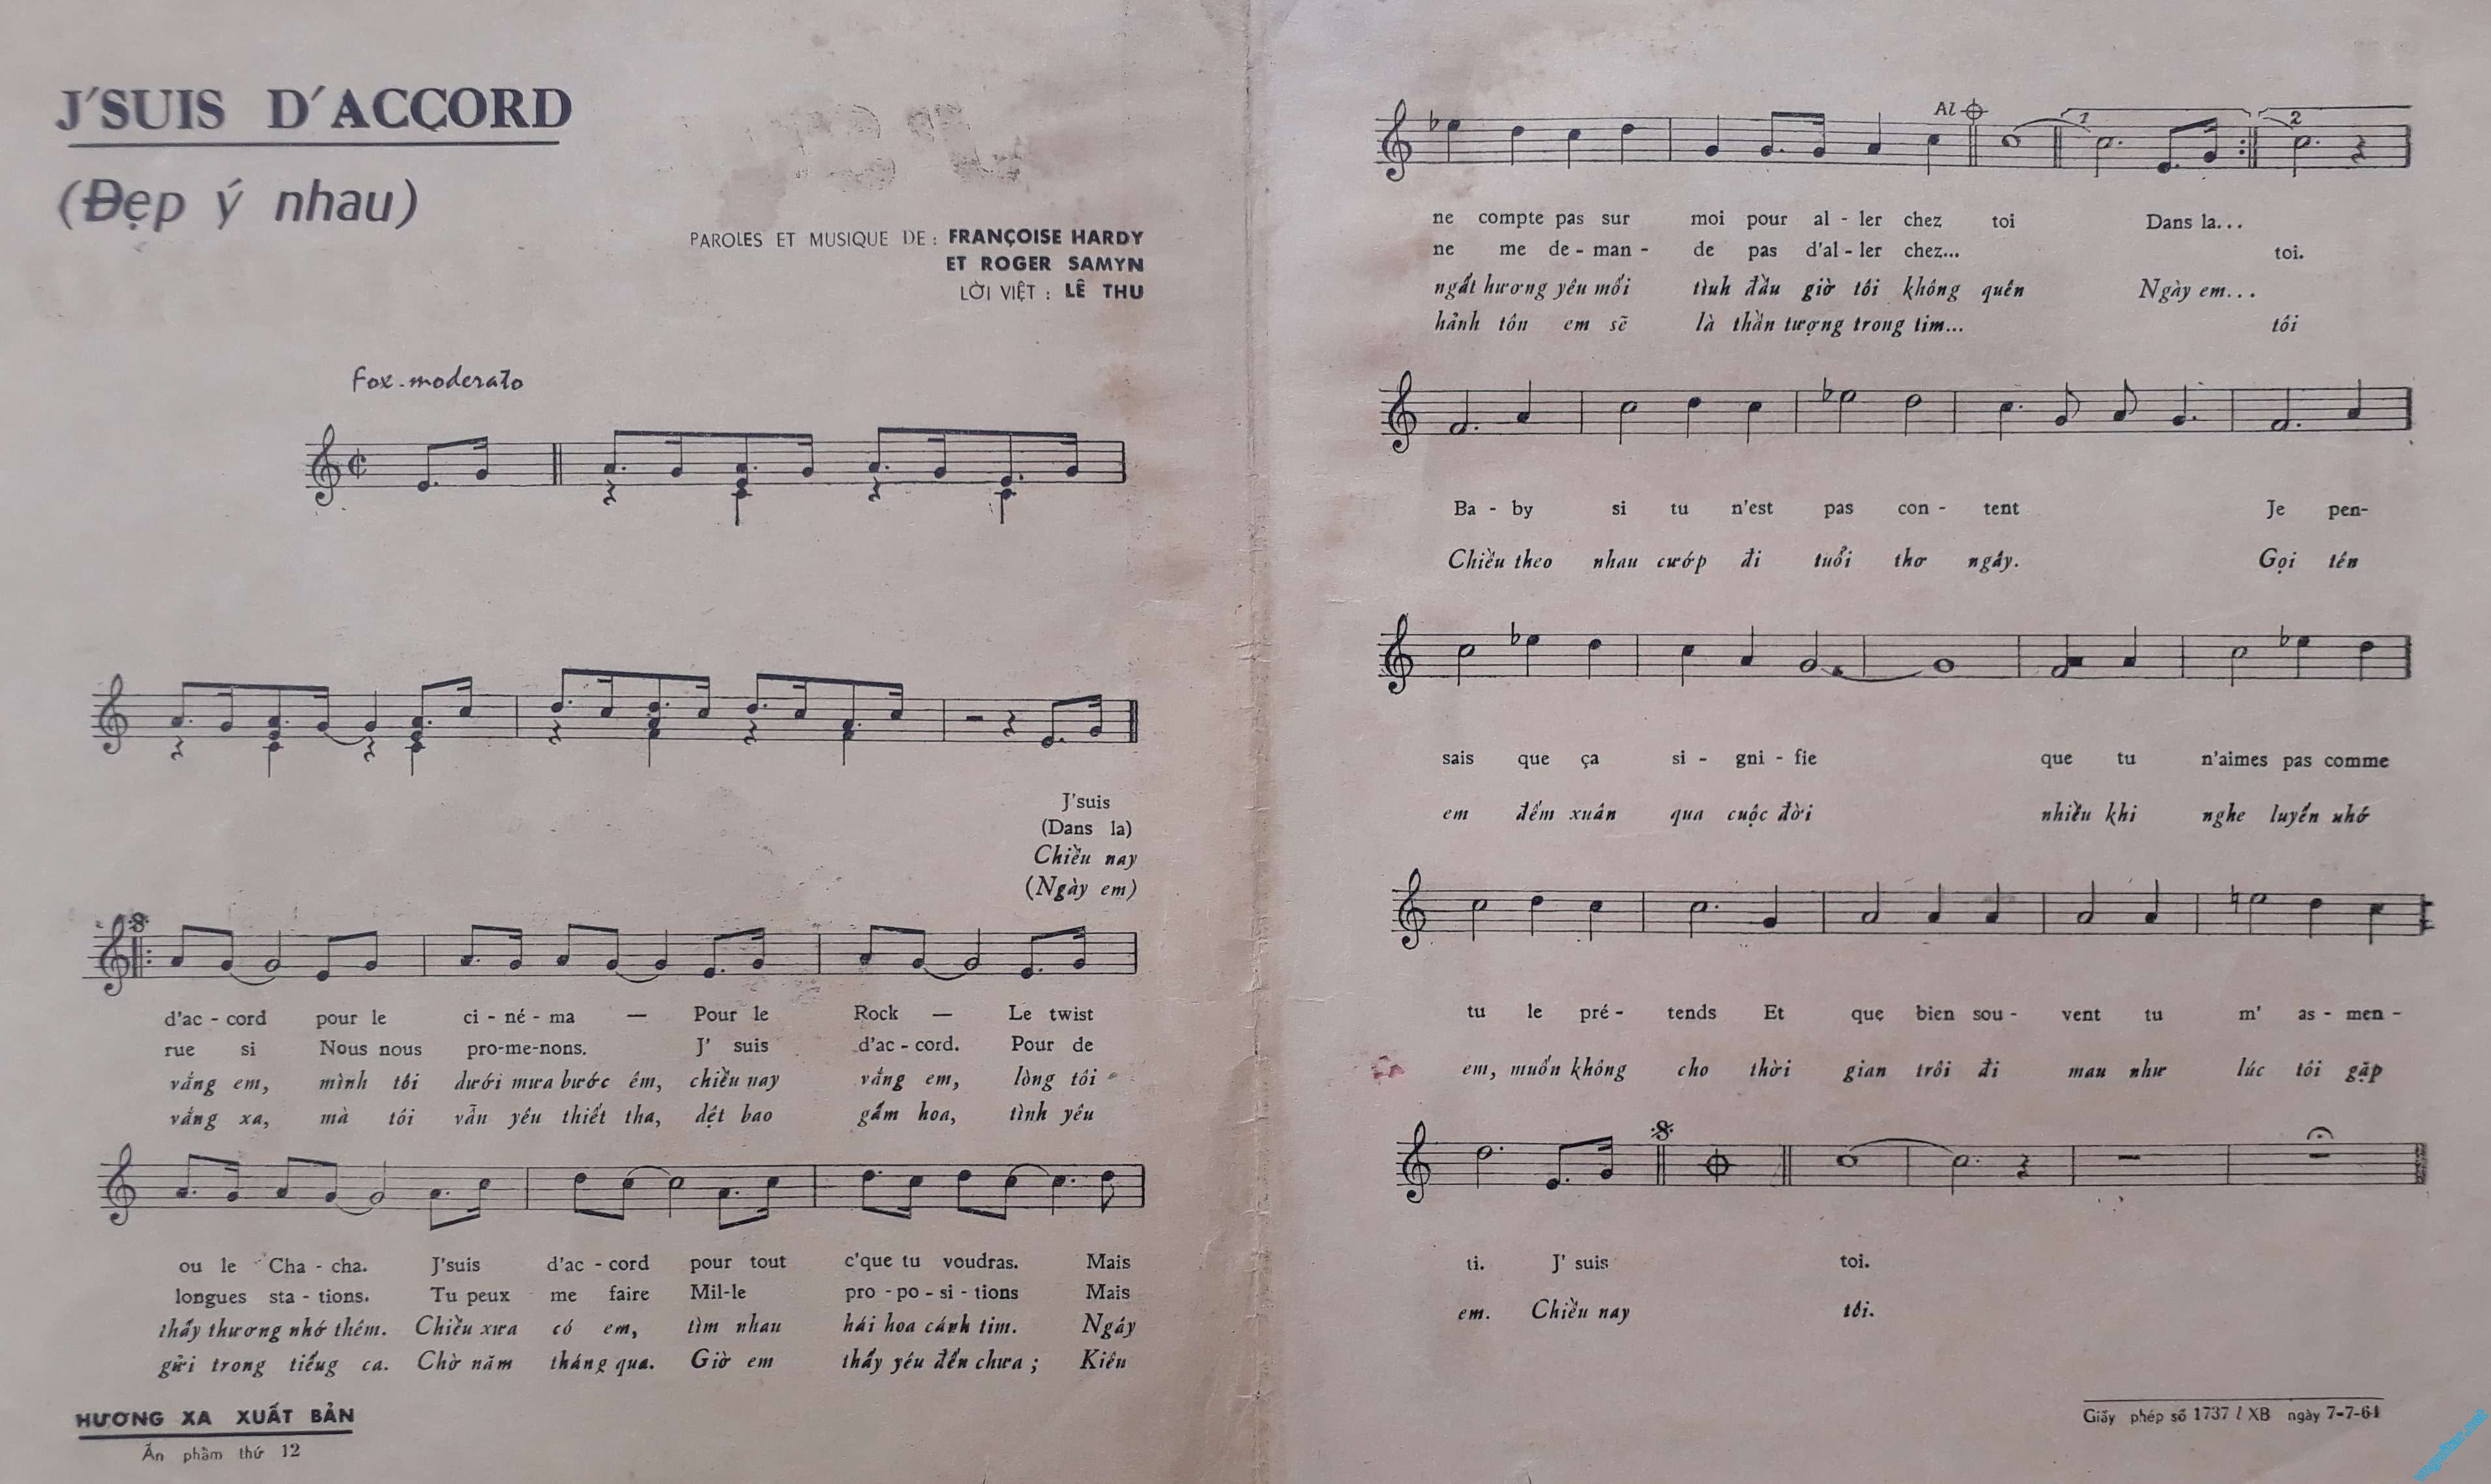 J'SUIS D'ACCORD
(Đẹp ý nhau)
PAROLES ET MUSIQUE DE : FRANÇOISE HARDY
ET ROGER SAMYN
LỜI VIỆT : LÊ THU
Fox-moderato
J'suis
(Dans la)
Chiều nay
(Ngày em)
d'ac - cord pour le ci - né - ma — Pour le Rock — Le twist
rue si Nous nous pro-me-nons. J' suis d'ac - cord. Pour de
vắng em, mình tôi dưới mưa bước êm, chiều nay vắng em, lòng tôi
vắng xa, mà tôi vẫn yêu thiết tha, dệt bao gấm hoa, tình yêu
ou le Cha - cha. J'suis d'ac - cord pour tout c'que tu voudras. Mais
longues sta - tions. Tu peux me faire Mil-le pro - po - si - tions Mais
thấy thương nhớ thêm. Chiều xưa có em, tìm nhau hái hoa cánh tim. Ngây
gửi trong tiếng ca. Chờ năm tháng qua. Giờ em thấy yêu đến chưa ; Kiêu
HƯƠNG XA XUẤT BẢN
Ấn phầm thứ 12
Al
1 2
ne compte pas sur moi pour al - ler chez toi Dans la...
ne me de - man - de pas d'al - ler chez... toi.
ngất hương yêu mối tình đầu giờ tôi không quên Ngày em...
hảnh tôn em sẽ là thần tượng trong tim... tôi
Ba - by si tu n'est pas con - tent Je pen-
Chiều theo nhau cướp đi tuổi thơ ngây. Gọi tên
sais que ça si - gni - fie que tu n'aimes pas comme
em đếm xuân qua cuộc đời nhiều khi nghe luyến nhớ
tu le pré - tends Et que bien sou - vent tu m' as - men -
em, muốn không cho thời gian trôi đi mau như lúc tôi gặp
ti. J' suis toi.
em. Chiều nay tôi.
Giấy phép số 1737 / XB ngày 7-7-64